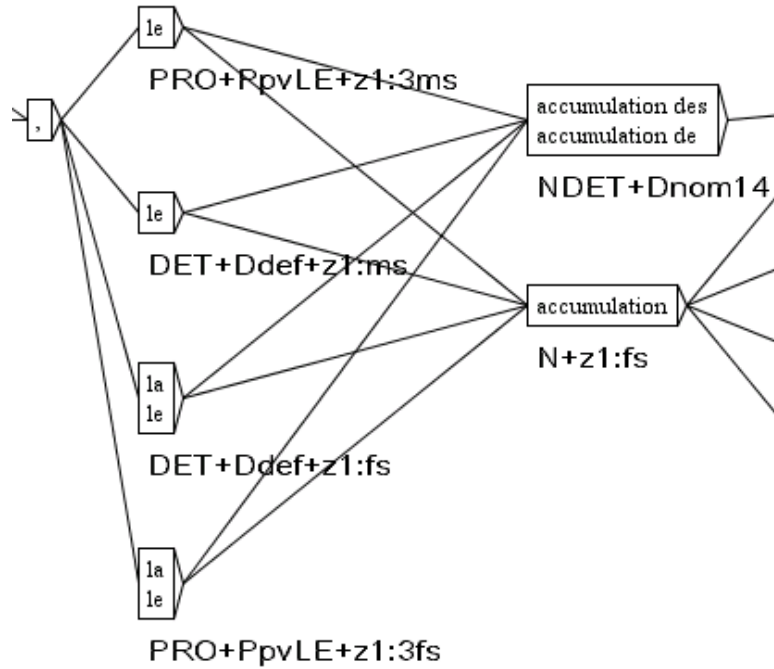 ,
le
PRO+PpvLE+z1:3ms
le
DET+Ddef+z1:ms
la
le
DET+Ddef+z1:fs
la
le
PRO+PpvLE+z1:3fs
accumulation des
accumulation de
NDET+Dnom14
accumulation
N+z1:fs